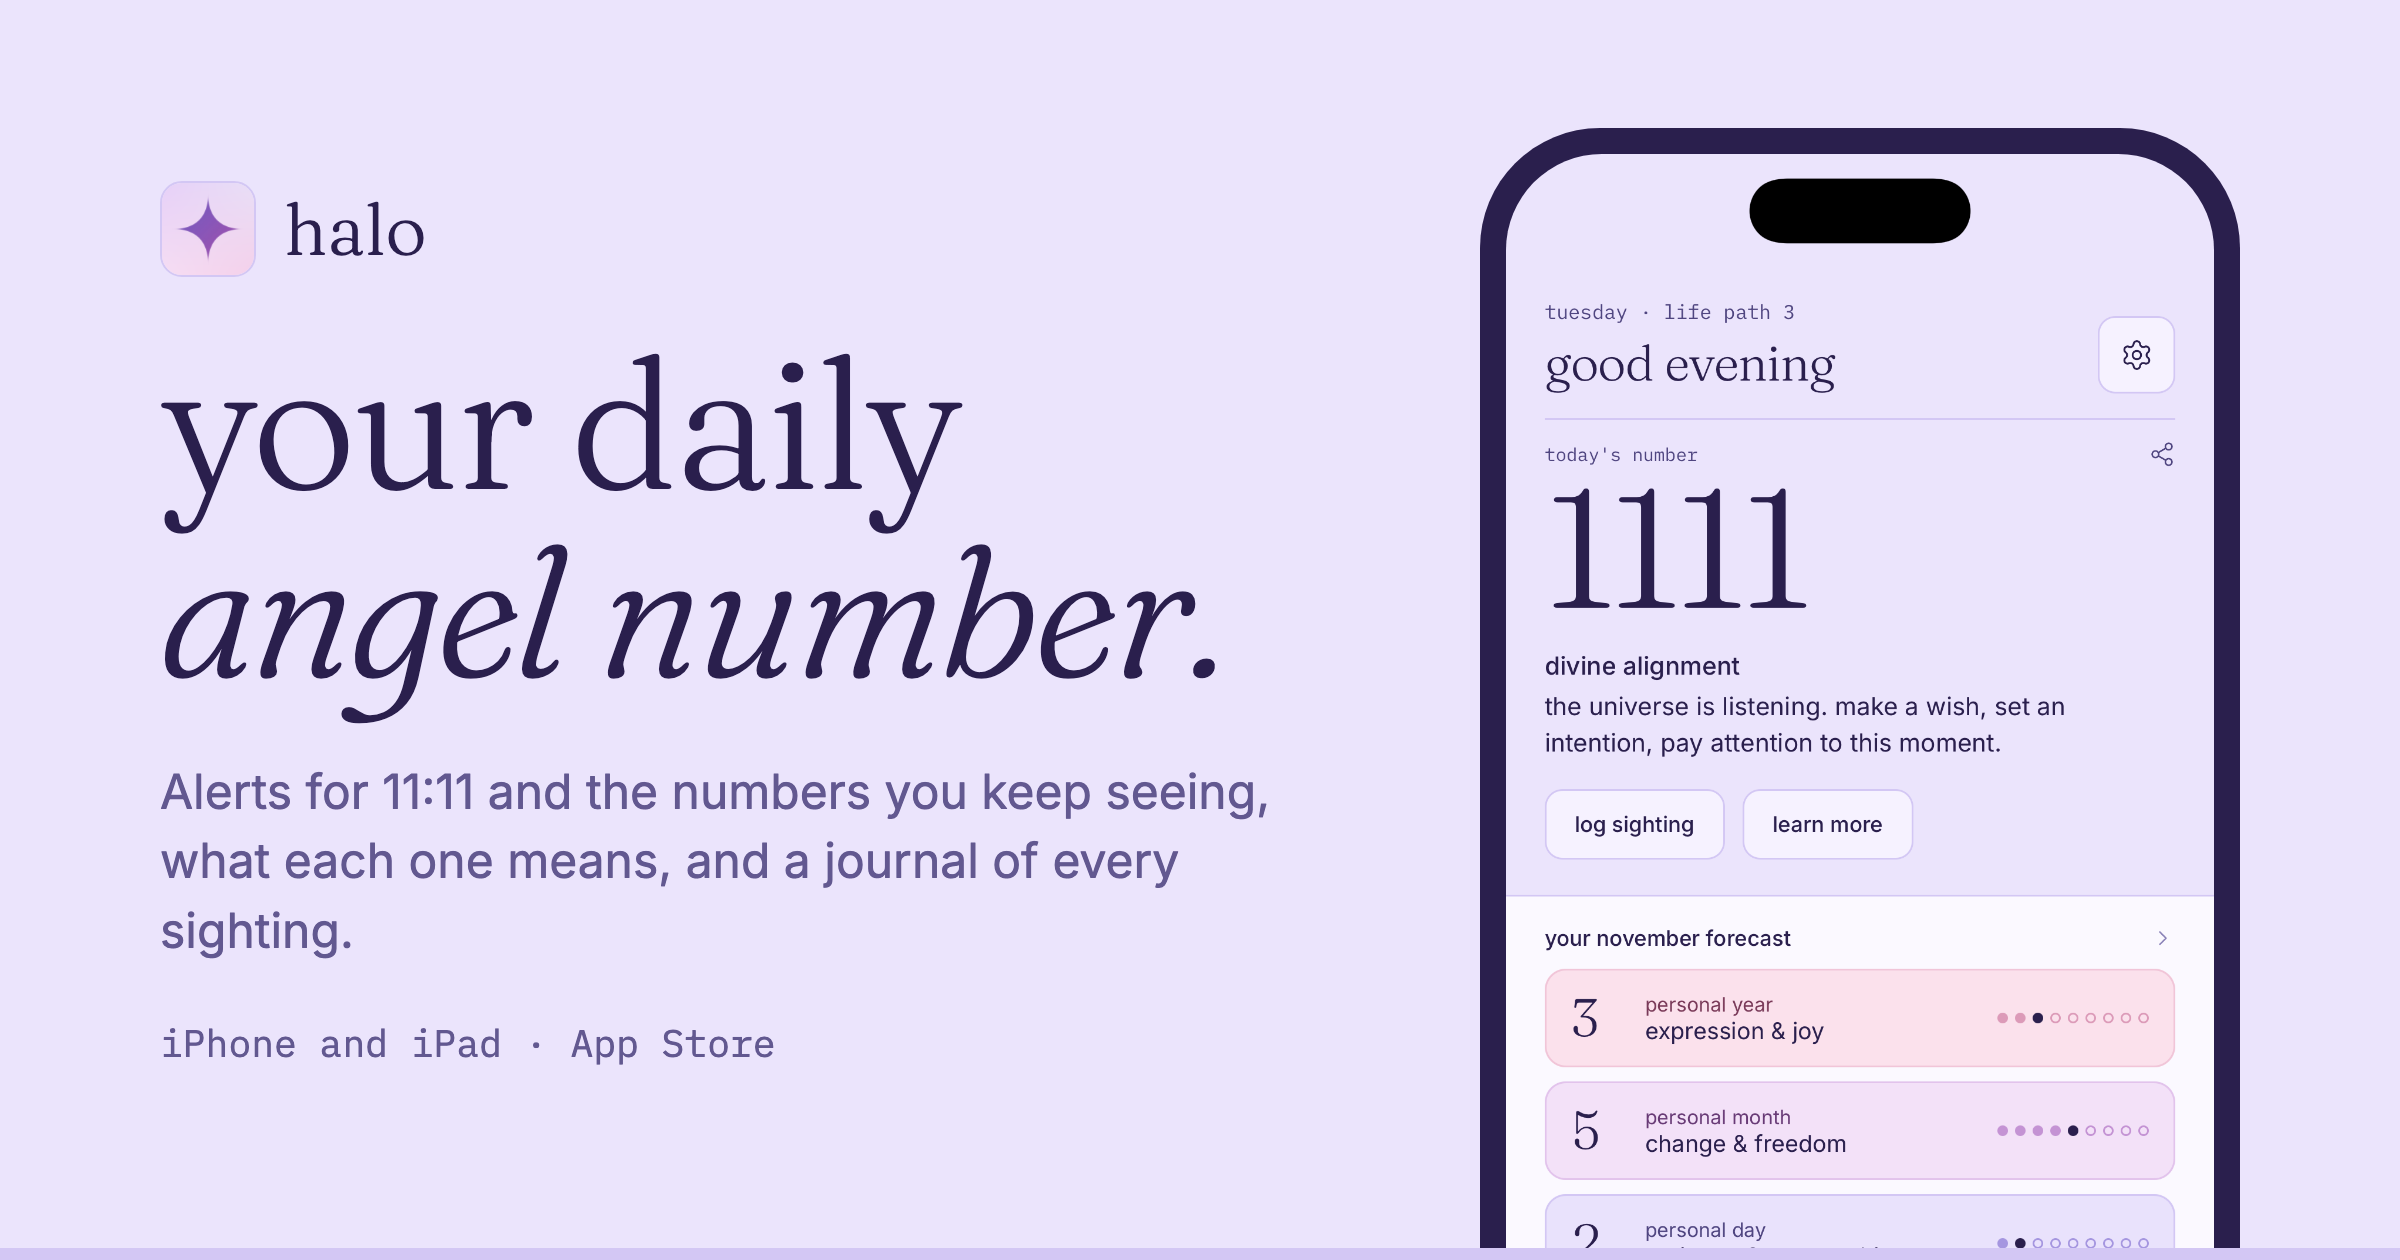 halo
your daily
angel number.
Alerts for 11:11 and the numbers you keep seeing,
what each one means, and a journal of every
sighting.
iPhone and iPad · App Store
tuesday · life path 3
good evening
today's number
1111
divine alignment
the universe is listening. make a wish, set an
intention, pay attention to this moment.
log sighting
learn more
your november forecast
3
personal year
expression & joy
5
personal month
change & freedom
2
personal day